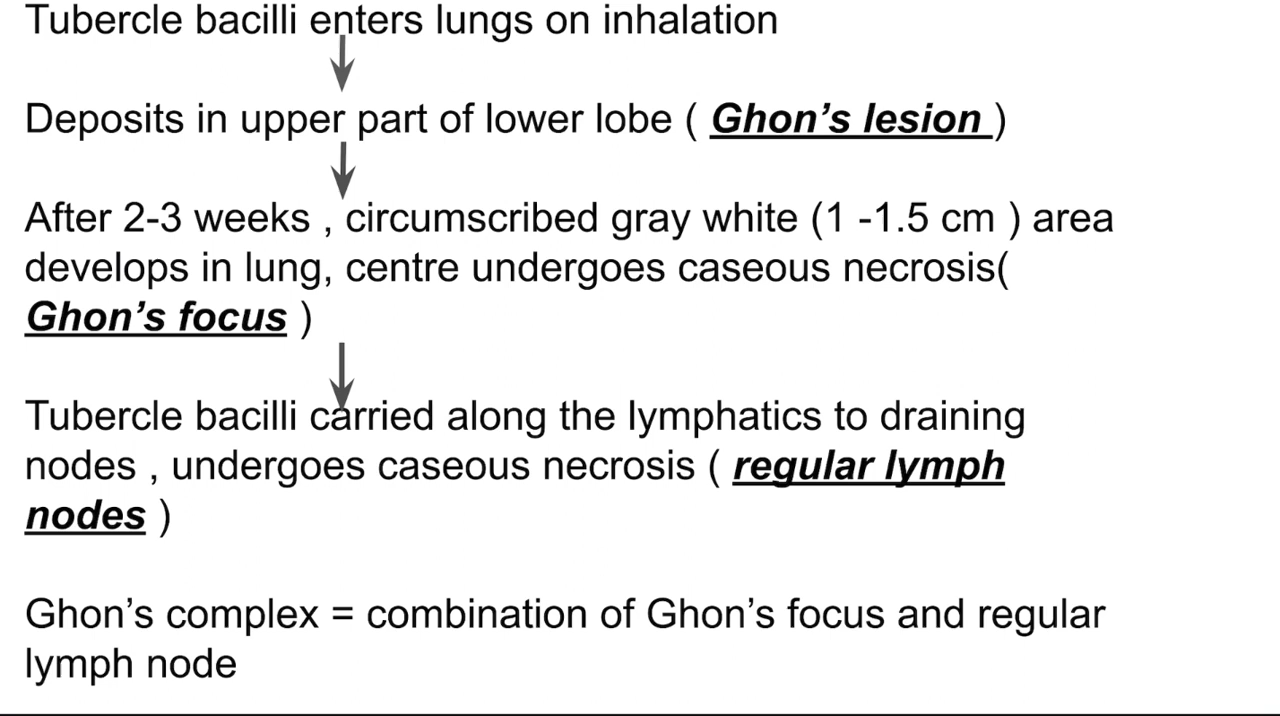 Tubercle bacilli enters lungs on inhalation
Deposits in upper part of lower lobe ( Ghon’s lesion )
After 2-3 weeks , circumscribed gray white (1 -1.5 cm ) area
develops in lung, centre undergoes caseous necrosis(
Ghon’s focus )
Tubercle bacilli carried along the lymphatics to draining
nodes , undergoes caseous necrosis ( regular lymph
nodes )
Ghon’s complex = combination of Ghon’s focus and regular
lymph node